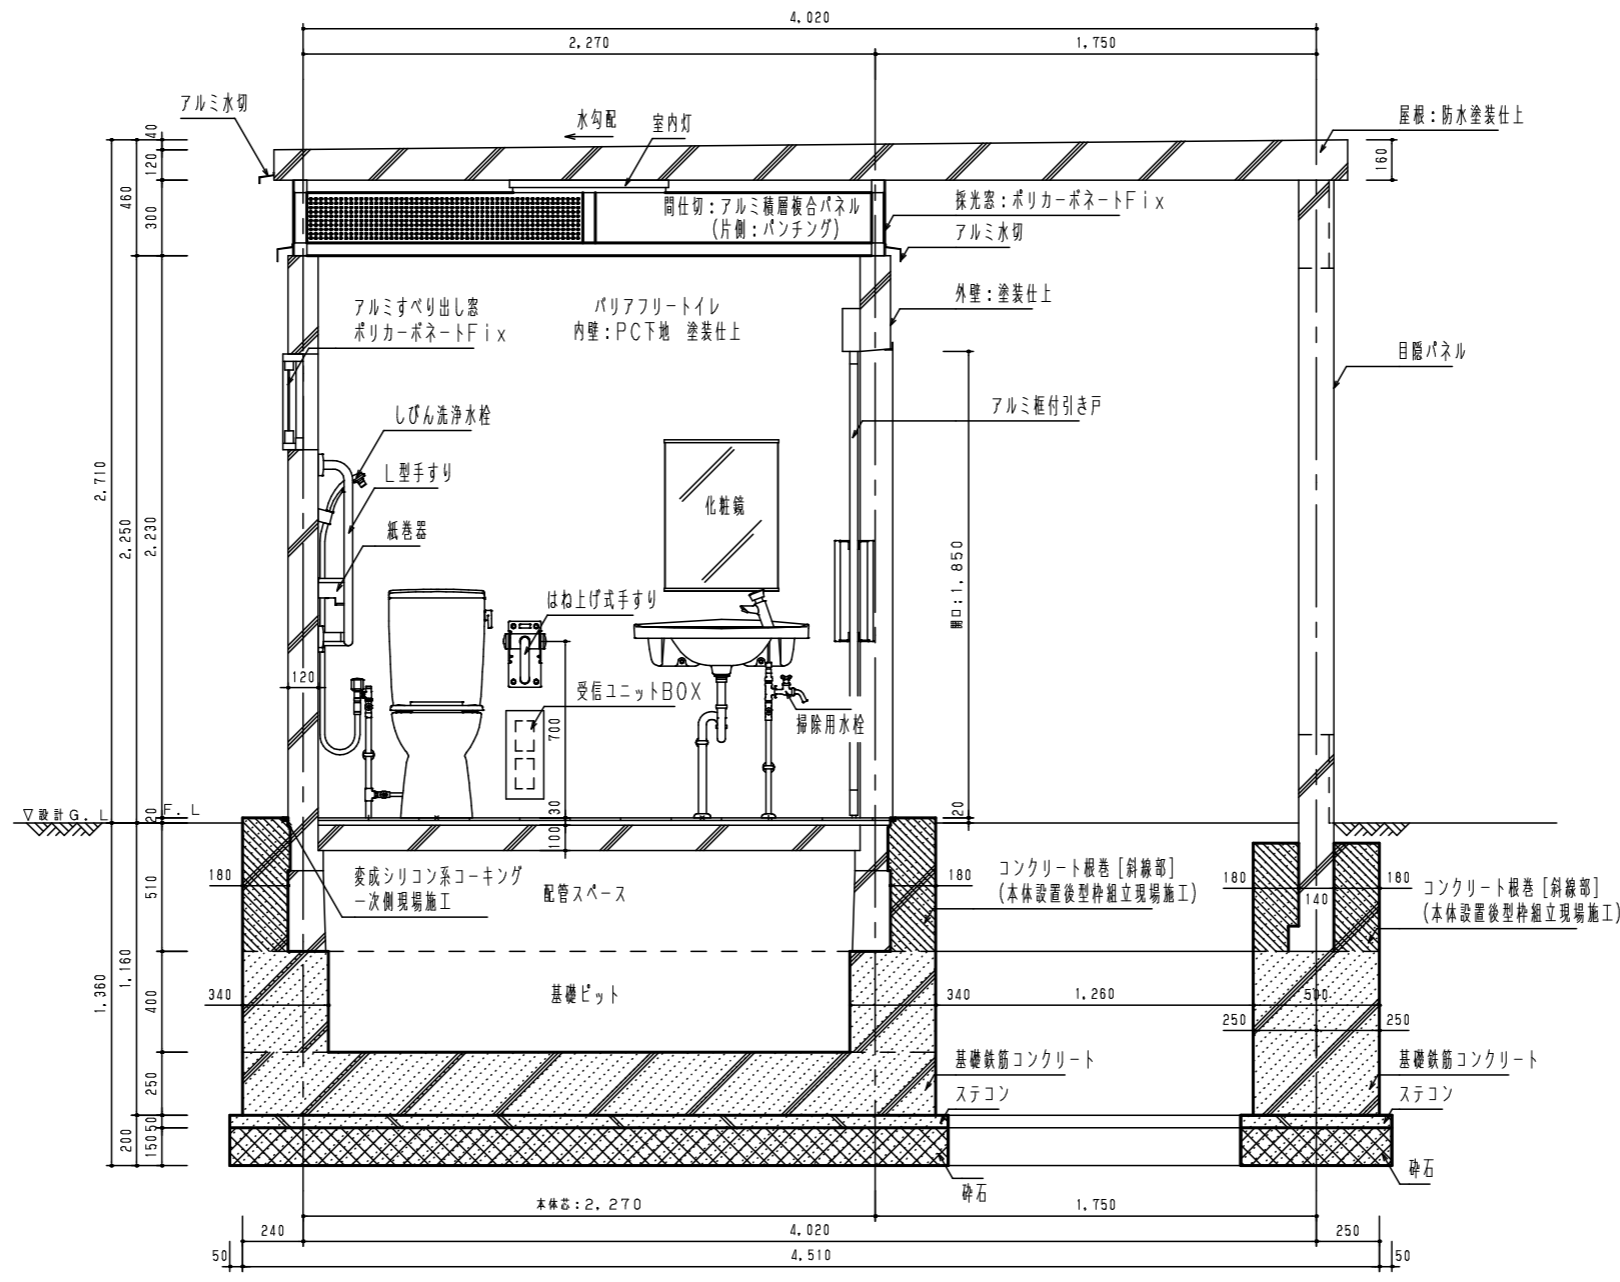 4,020
2,270
1,750
アルミ水切
水勾配
室内灯
屋根：防水塗装仕上
40
120
460
300
160
間仕切：アルミ積層複合パネル
(片側：パンチング)
採光窓：ポリカーボネートFix
アルミ水切
アルミすべり出し窓
ポリカーボネートFix
バリアフリートイレ
内壁：PC下地 塗装仕上
外壁：塗装仕上
目隠パネル
しびん洗浄水栓
アルミ框付引き戸
L型手すり
2,710
2,250
2,230
化粧鏡
紙巻器
開口：1,850
はね上げ式手すり
120
受信ユニットBOX
700
掃除用水栓
▽設計G.L
20
F.L
30
20
100
180
変成シリコン系コーキング
一次側現場施工
配管スペース
180
コンクリート根巻 [斜線部]
(本体設置後型枠組立現場施工)
180
140
180
コンクリート根巻 [斜線部]
(本体設置後型枠組立現場施工)
510
1,360
1,160
400
340
基礎ピット
340
1,260
500
250
250
250
基礎鉄筋コンクリート
基礎鉄筋コンクリート
ステコン
ステコン
200
50
150
砕石
砕石
本体芯：2,270
1,750
240
4,020
250
50
4,510
50